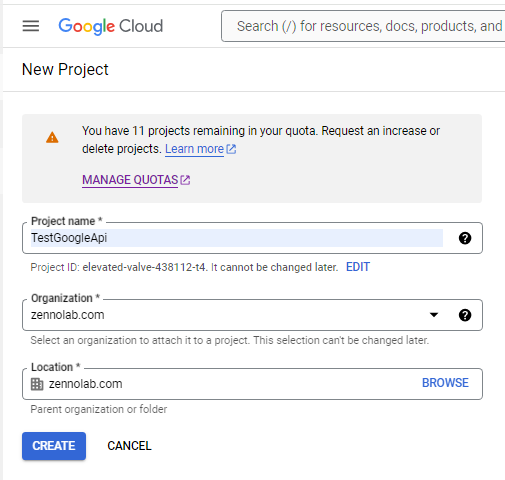 Google Cloud
Search (/) for resources, docs, products, and
New Project
You have 11 projects remaining in your quota. Request an increase or
delete projects. Learn more
MANAGE QUOTAS
Project name *
TestGoogleApi
Project ID: elevated-valve-438112-t4. It cannot be changed later. EDIT
Organization *
zennolab.com
Select an organization to attach it to a project. This selection can't be changed later.
Location *
zennolab.com BROWSE
Parent organization or folder
CREATE CANCEL